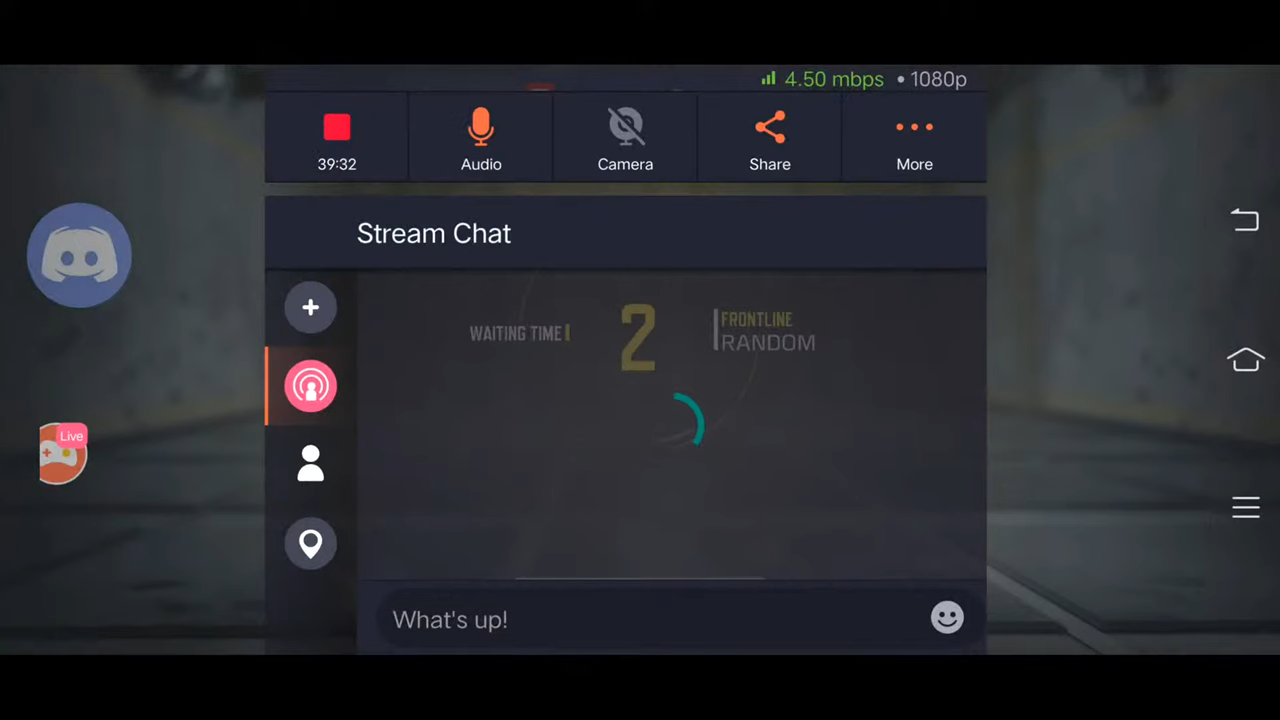 4.50 mbps • 1080p
39:32
Audio
Camera
Share
More
Stream Chat
Live
WAITING TIME
2
FRONTLINE
RANDOM
What's up!